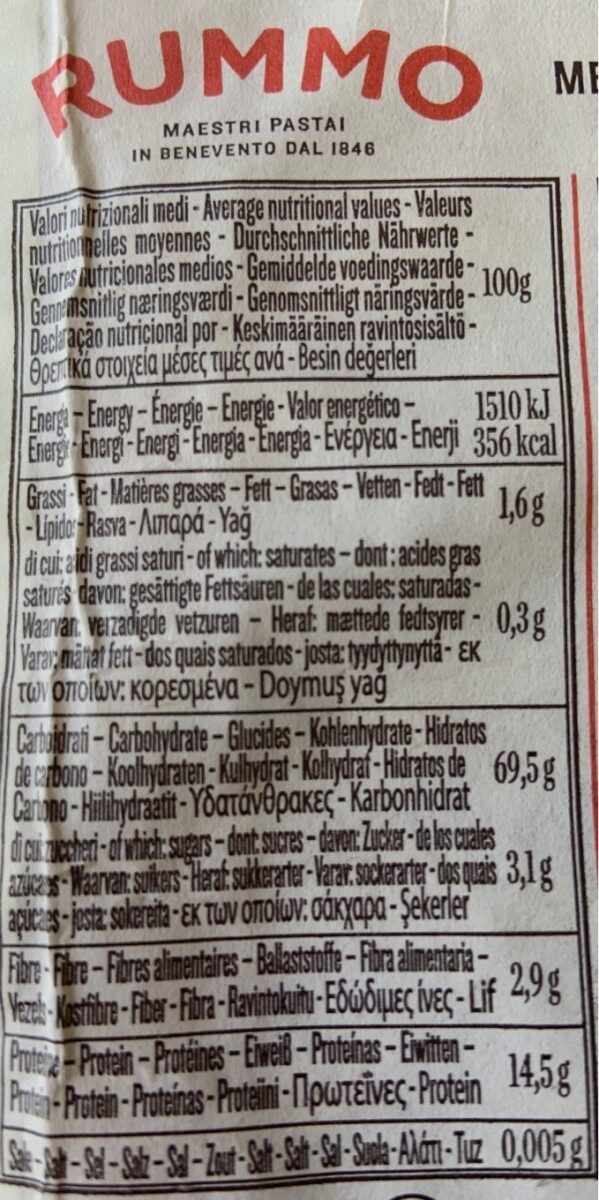 RUMMO
ME
MAESTRI PASTAI
IN BENEVENTO DAL 1846
Valori nutrizionali medi - Average nutritional values - Valeurs
nutritionnelles moyennes - Durchschnittliche Nährwerte -
Valores nutricionales medios - Gemiddelde voedingswaarde -
Gennemsnitlig næringsværdi - Genomsnittligt näringsvärde -
Declaração nutricional por - Keskimääräinen ravintosisältö -
Θρεπτικά στοιχεία μέσες τιμές ανά - Besin değerleri
100g
Energia - Energy - Énergie - Energie - Valor energético -
Energie - Energi - Energi - Energia - Energia - Ενέργεια - Enerji
1510 kJ
356 kcal
Grassi - Fat - Matières grasses - Fett - Grasas - Vetten - Fedt - Fett
- Lípidos - Rasva - Λιπαρά - Yağ
1,6 g
di cui: acidi grassi saturi - of which: saturates - dont : acides gras
saturés - davon: gesättigte Fettsäuren - de las cuales: saturadas -
Waarvan: verzadigde vetzuren - Heraf: mættede fedtsyrer -
Varav: mättat fett - dos quais saturados - josta: tyydyttynyttä - εκ
των οποίων: κορεσμένα - Doymuş yağ
0,3 g
Carboidrati - Carbohydrate - Glucides - Kohlenhydrate - Hidratos
de carbono - Koolhydraten - Kulhydrat - Kolhydrat - Hidratos de
Carbono - Hiilihydraatit - Υδατάνθρακες - Karbonhidrat
69,5 g
di cui: zuccheri - of which: sugars - dont: sucres - davon: Zucker - de los cuales
azúcares - Waarvan: suikers - Heraf: sukkerarter - Varav: sockerarter - dos quais
açúcares - josta: sokereita - εκ των οποίων: σάκχαρα - Şekerler
3,1 g
Fibre - Fibre - Fibres alimentaires - Ballaststoffe - Fibra alimentaria -
Vezels - Kostfibre - Fiber - Fibra - Ravintokuitu - Εδώδιμες ίνες - Lif
2,9 g
Proteine - Protein - Protéines - Eiweiß - Proteínas - Eiwitten -
Protein - Protein - Proteínas - Proteiini - Πρωτεΐνες - Protein
14,5 g
Sale - Salt - Sel - Salz - Sal - Zout - Salt - Salt - Sal - Suola - Αλάτι - Tuz
0,005 g